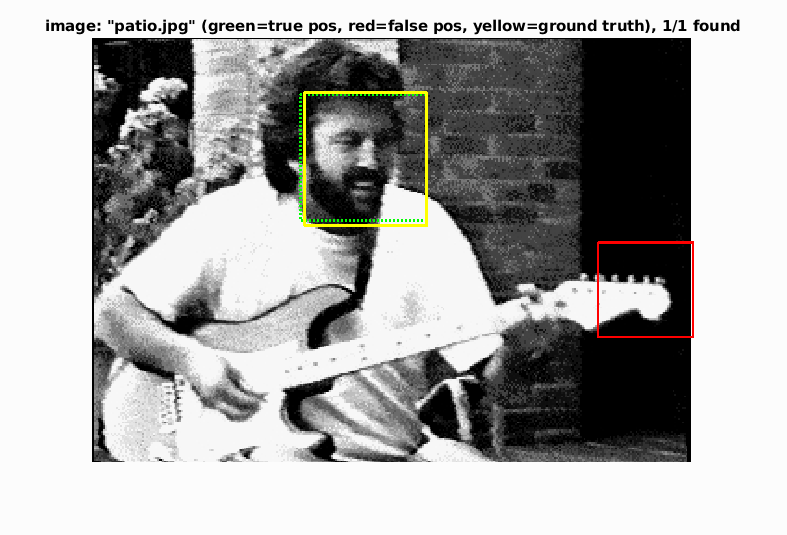 image: "patio.jpg" (green=true pos, red=false pos, yellow=ground truth), 1/1 found